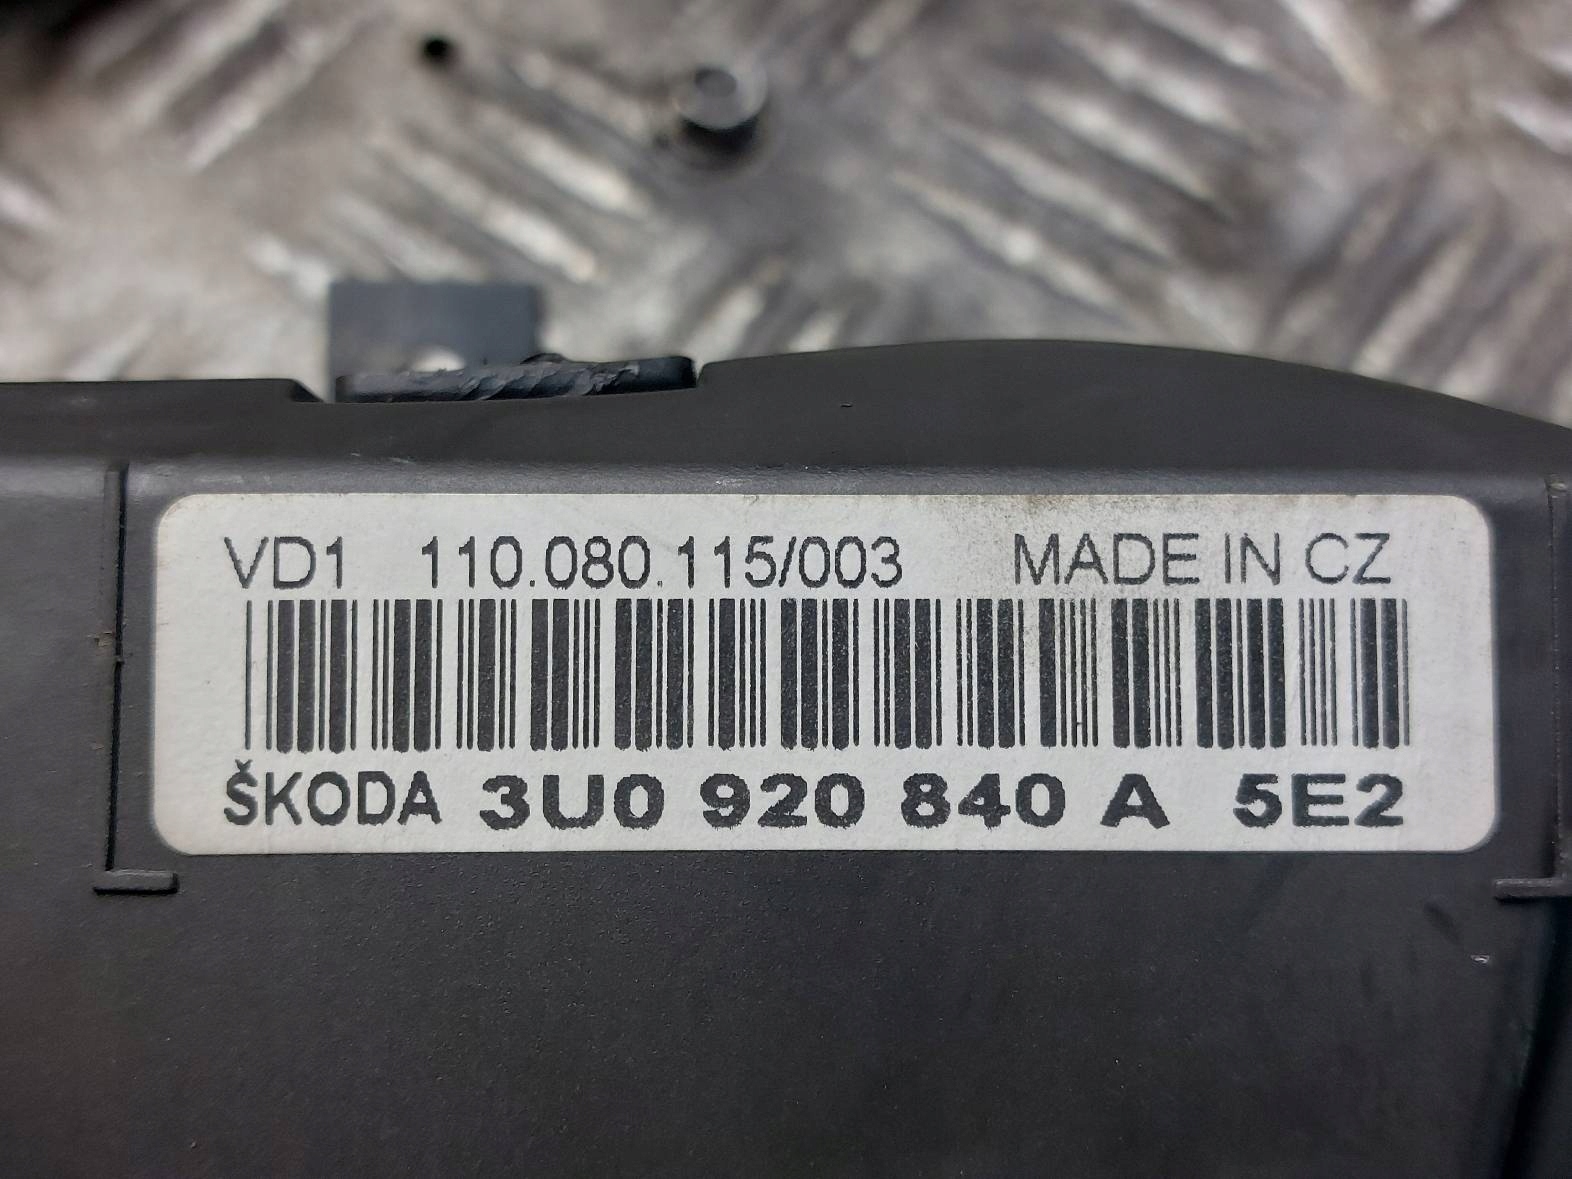 VD1 110.080.115/003 MADE IN CZ
ŠKODA 3U0 920 840 A 5E2